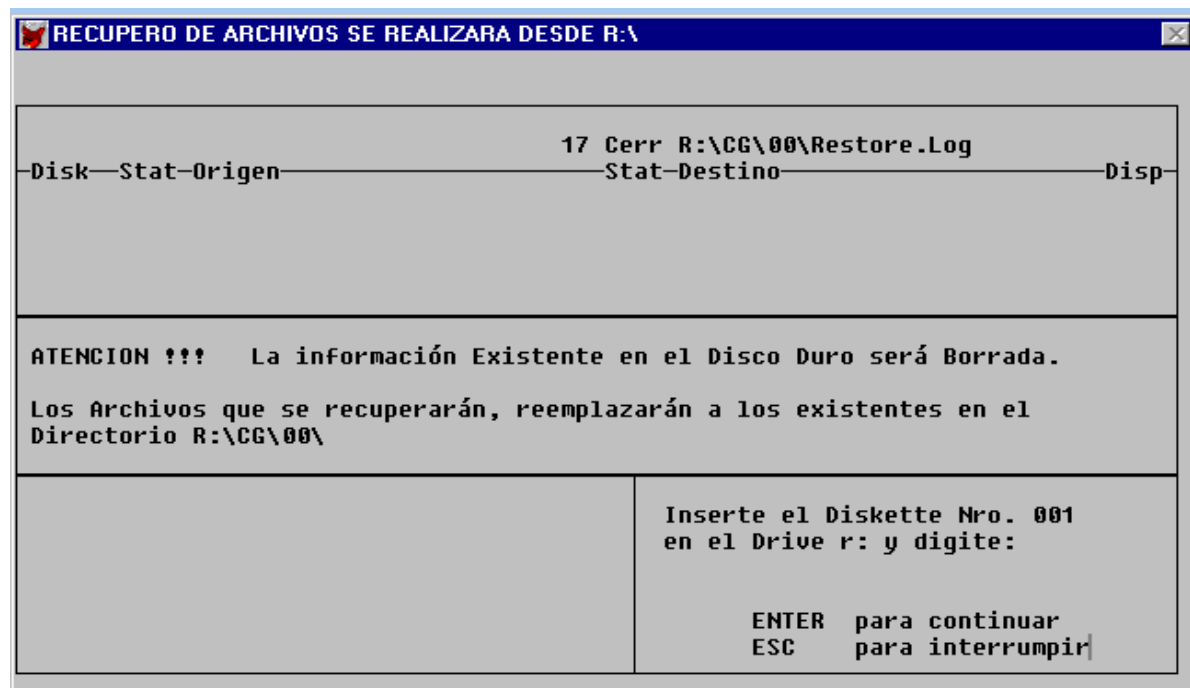 RECUPERO DE ARCHIVOS SE REALIZARA DESDE R:\
17 Cerr R:\CG\00\Restore.Log
Disk Stat Origen Stat Destino Disp
ATENCION !!! La información Existente en el Disco Duro será Borrada.
Los Archivos que se recuperarán, reemplazarán a los existentes en el
Directorio R:\CG\00\
Inserte el Diskette Nro. 001
en el Drive r: y digite:
ENTER para continuar
ESC para interrumpir